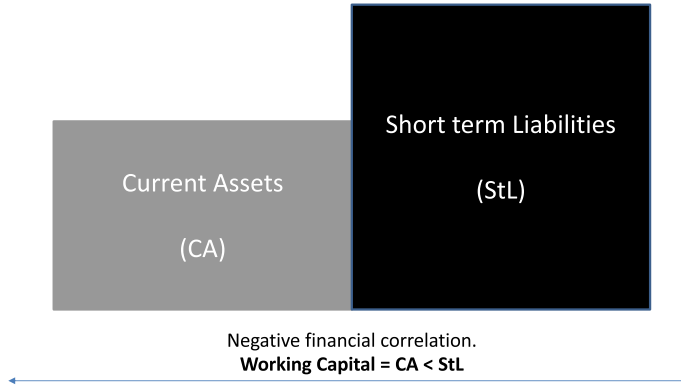 Short term Liabilities
(StL)
Current Assets
(CA)
Negative financial correlation.
Working Capital = CA < StL